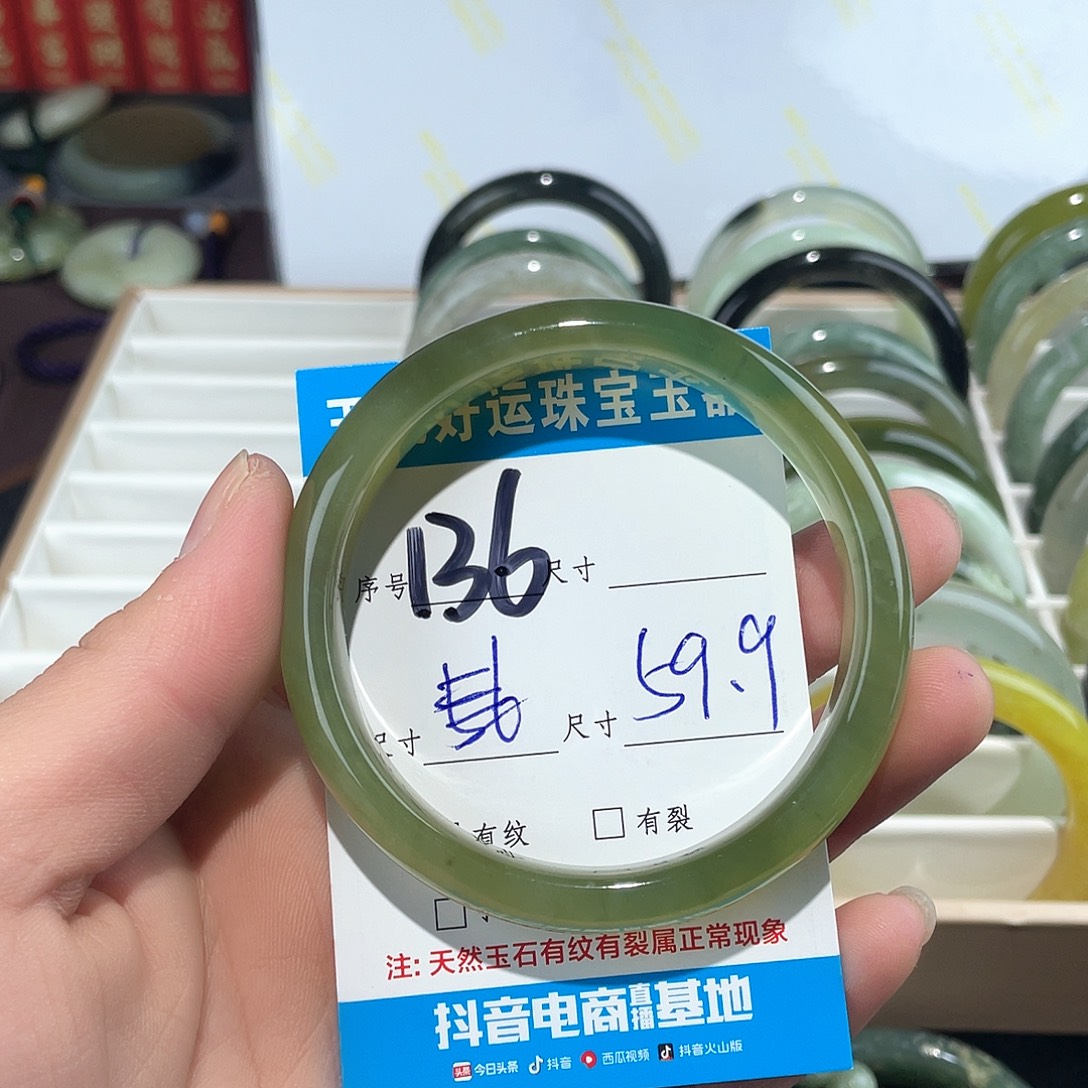 好运珠宝玉器
序号 136 尺寸
尺寸 尺寸 59.9
有纹 □ 有裂
□
注: 天然玉石有纹有裂属正常现象
抖音电商直播基地
头条 今日头条 抖音 西瓜视频 抖音火山版